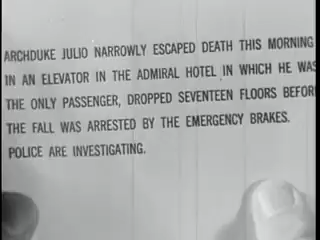 ARCHDUKE JULIO NARROWLY ESCAPED DEATH THIS MORNING
IN AN ELEVATOR IN THE ADMIRAL HOTEL IN WHICH HE WAS
THE ONLY PASSENGER, DROPPED SEVENTEEN FLOORS BEFOR
THE FALL WAS ARRESTED BY THE EMERGENCY BRAKES.
POLICE ARE INVESTIGATING.